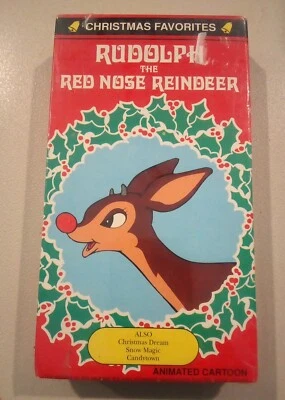 CHRISTMAS FAVORITES
RUDOLPH
THE
RED NOSE REINDEER
ALSO
Christmas Dream
Snow Magic
Candytown
ANIMATED CARTOON